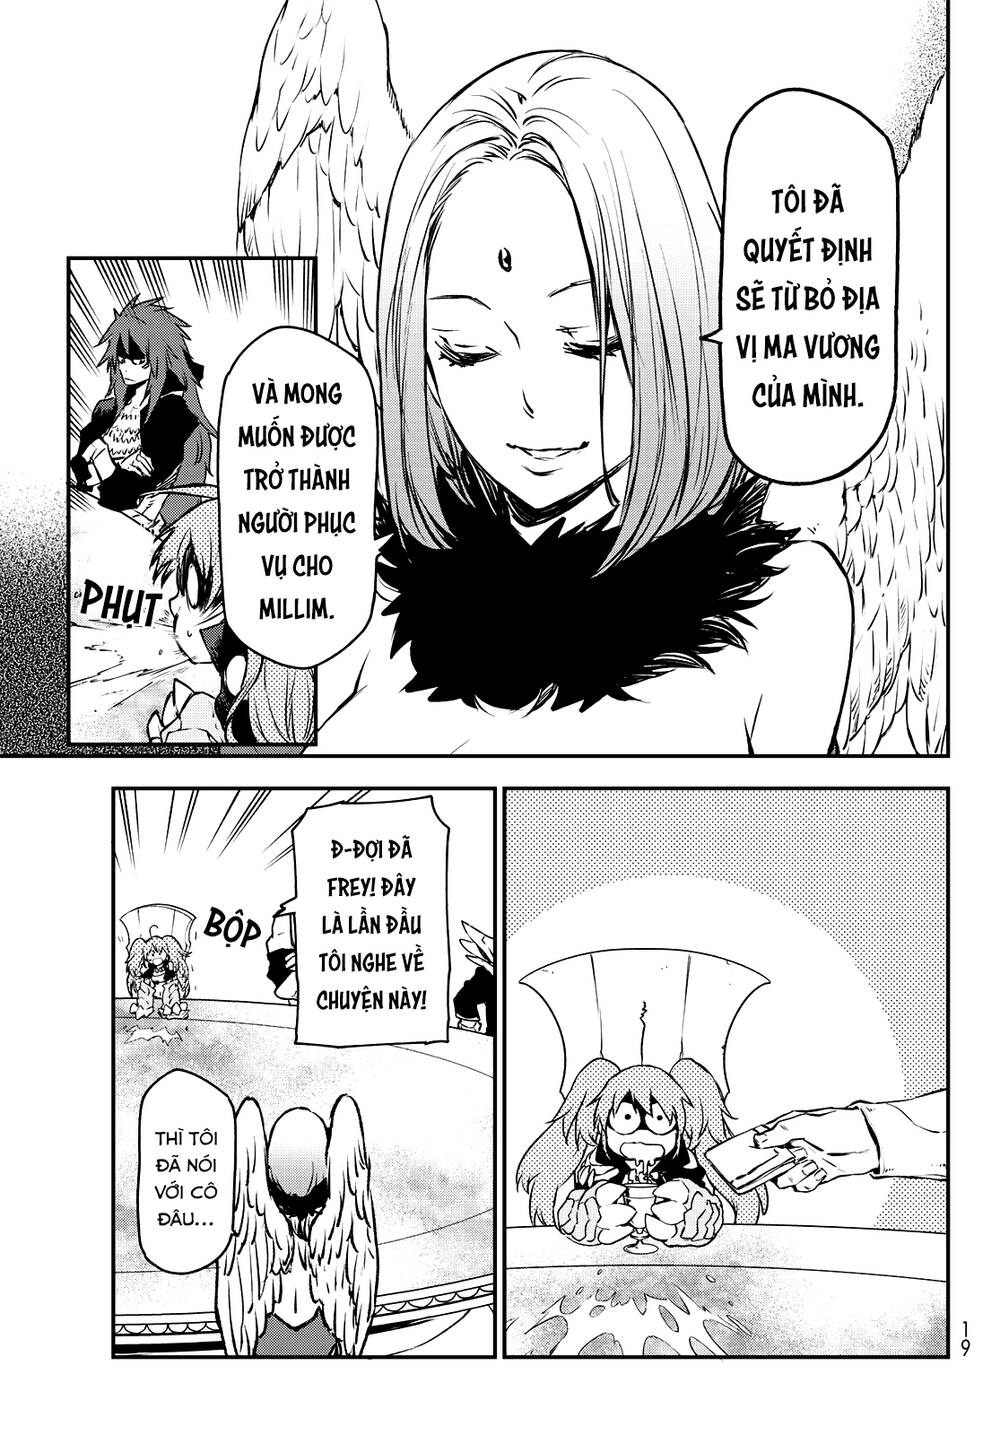 TÔI ĐÃ
QUYẾT ĐỊNH
SẼ TỪ BỎ ĐỊA
VỊ MA VƯƠNG
CỦA MÌNH.
VÀ MONG
MUỐN ĐƯỢC
TRỞ THÀNH
NGƯỜI PHỤC
VỤ CHO
MILLIM.
PHỤT
Đ-ĐỢI ĐÃ
FREY! ĐÂY
LÀ LẦN ĐẦU
TÔI NGHE VỀ
CHUYỆN NÀY!
BỘP
THÌ TÔI
ĐÃ NÓI
VỚI CÔ
ĐÂU...
19